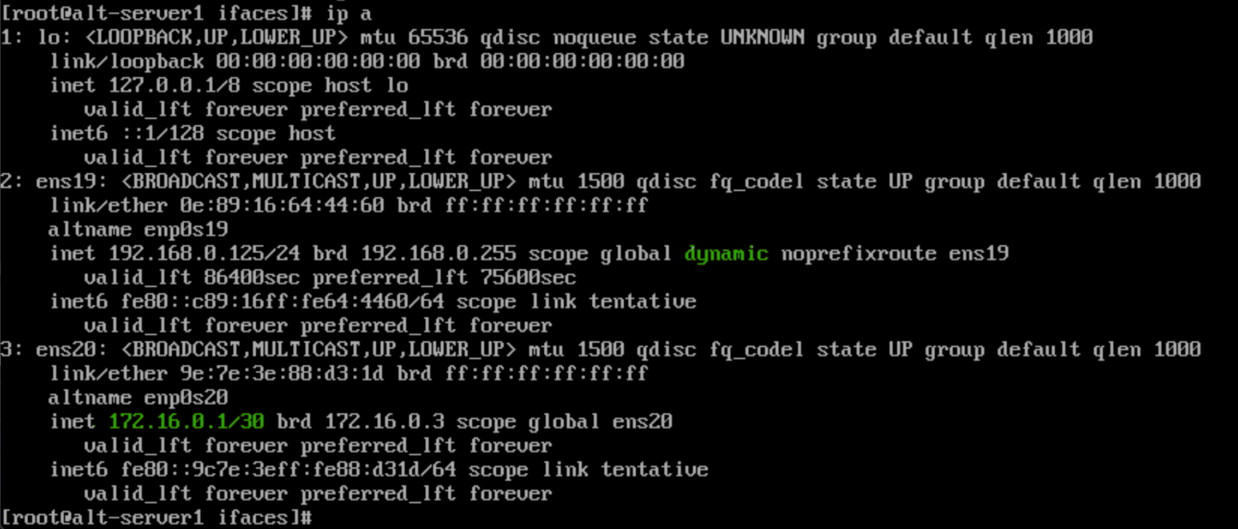 [root@alt-server1 ifaces]# ip a
1: lo: <LOOPBACK,UP,LOWER_UP> mtu 65536 qdisc noqueue state UNKNOWN group default qlen 1000
    link/loopback 00:00:00:00:00:00 brd 00:00:00:00:00:00
    inet 127.0.0.1/8 scope host lo
       valid_lft forever preferred_lft forever
    inet6 ::1/128 scope host
       valid_lft forever preferred_lft forever
2: ens19: <BROADCAST,MULTICAST,UP,LOWER_UP> mtu 1500 qdisc fq_codel state UP group default qlen 1000
    link/ether 0e:89:16:64:44:60 brd ff:ff:ff:ff:ff:ff
    altname enp0s19
    inet 192.168.0.125/24 brd 192.168.0.255 scope global dynamic noprefixroute ens19
       valid_lft 86400sec preferred_lft 75600sec
    inet6 fe80::c89:16ff:fe64:4460/64 scope link tentative
       valid_lft forever preferred_lft forever
3: ens20: <BROADCAST,MULTICAST,UP,LOWER_UP> mtu 1500 qdisc fq_codel state UP group default qlen 1000
    link/ether 9e:7e:3e:88:d3:1d brd ff:ff:ff:ff:ff:ff
    altname enp0s20
    inet 172.16.0.1/30 brd 172.16.0.3 scope global ens20
       valid_lft forever preferred_lft forever
    inet6 fe80::9c7e:3eff:fe88:d31d/64 scope link tentative
       valid_lft forever preferred_lft forever
[root@alt-server1 ifaces]#